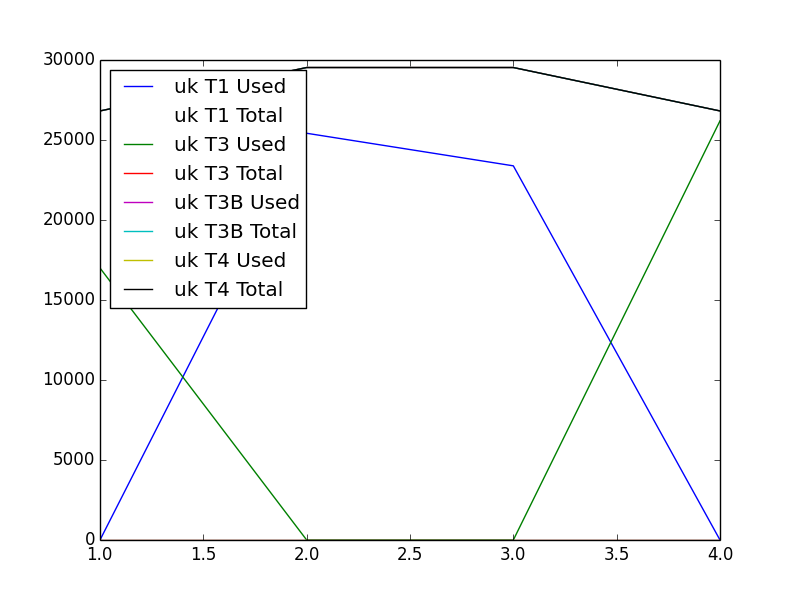 30000
25000
20000
15000
10000
5000
0
uk T1 Used
uk T1 Total
uk T3 Used
uk T3 Total
uk T3B Used
uk T3B Total
uk T4 Used
uk T4 Total
1.0 1.5 2.0 2.5 3.0 3.5 4.0